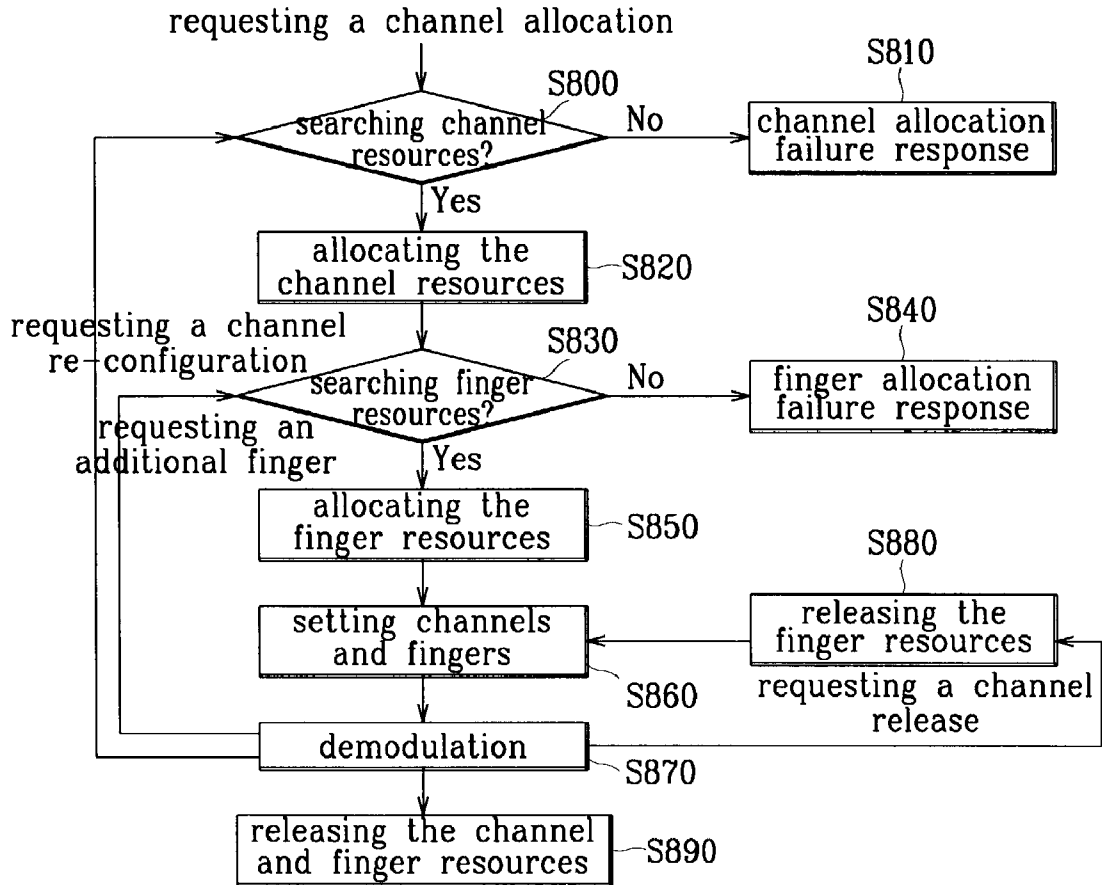 requesting a channel allocation
S800
S810
searching channel
resources?
No
channel allocation
failure response
Yes
allocating the
channel resources
S820
requesting a channel
re-configuration
S830
S840
searching finger
resources?
No
finger allocation
failure response
requesting an
additional finger
Yes
allocating the
finger resources
S850
S880
setting channels
and fingers
releasing the
finger resources
S860
requesting a channel
release
demodulation
S870
releasing the channel
and finger resources
S890